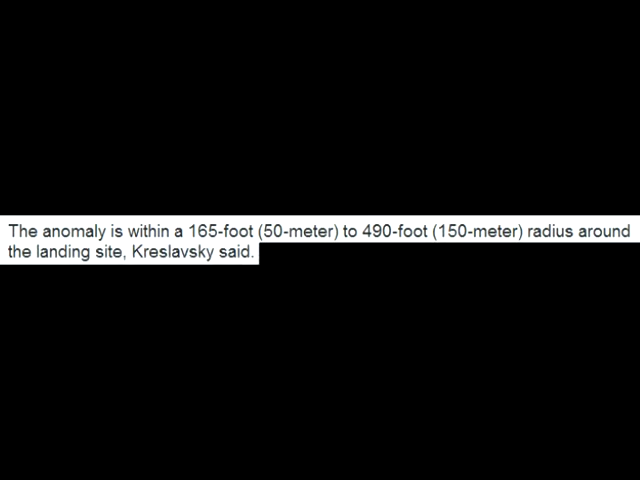 The anomaly is within a 165-foot (50-meter) to 490-foot (150-meter) radius around
the landing site, Kreslavsky said.